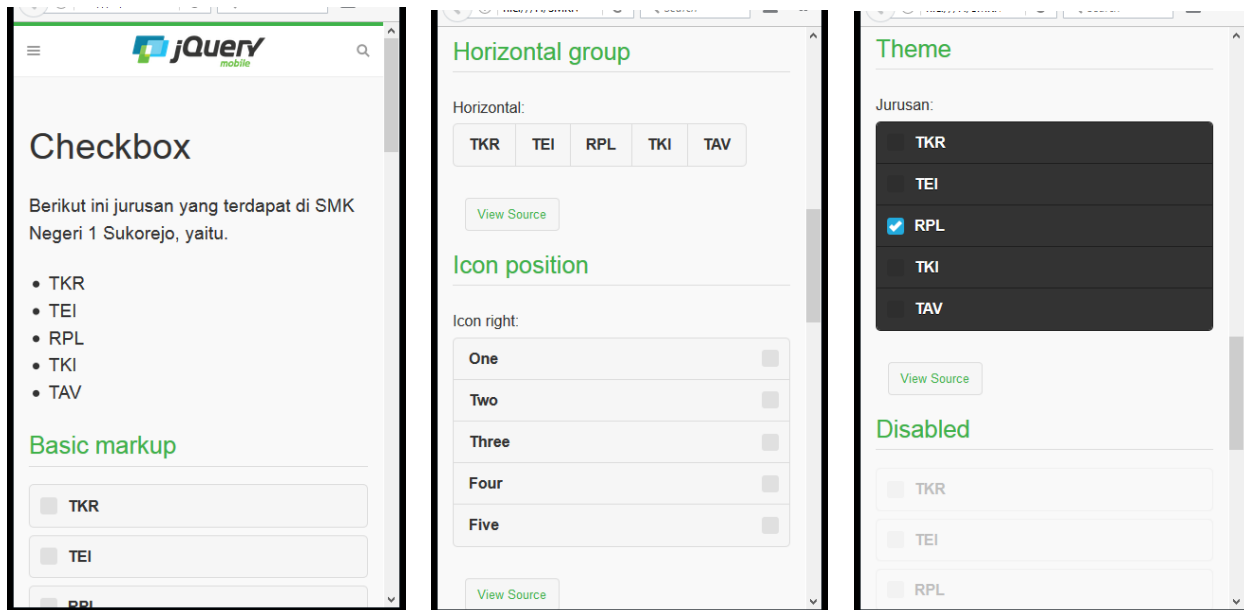 jQuery
mobile
Checkbox
Berikut ini jurusan yang terdapat di SMK
Negeri 1 Sukorejo, yaitu.
• TKR
• TEI
• RPL
• TKI
• TAV
Basic markup
TKR
TEI
RPL
Horizontal group
Horizontal:
TKR TEI RPL TKI TAV
View Source
Icon position
Icon right:
One
Two
Three
Four
Five
View Source
Theme
Jurusan:
TKR
TEI
RPL
TKI
TAV
View Source
Disabled
TKR
TEI
RPL